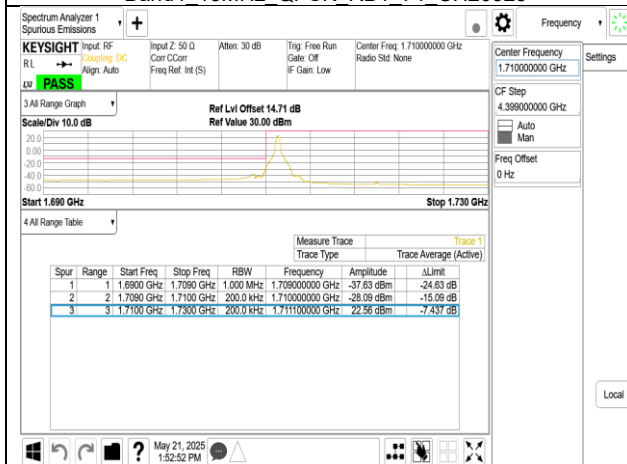 Spectrum Analyzer 1
Spurious Emissions
+
Frequency
KEYSIGHT Input: RF Input Z: 50 Ω Atten: 30 dB Trig: Free Run Center Freq: 1.710000000 GHz
RL Coupling: DC Corr CCorr Gate: Off Radio Std: None
Align: Auto Freq Ref: Int (S) IF Gain: Low
LXI PASS
Center Frequency
1.710000000 GHz
Settings
CF Step
4.399000000 GHz
Auto
Man
Freq Offset
0 Hz
3 All Range Graph
Ref Lvl Offset 14.71 dB
Scale/Div 10.0 dB Ref Value 30.00 dBm
20.0
0.00
-20.0
-40.0
-60.0
Start 1.690 GHz Stop 1.730 GHz
4 All Range Table
Measure Trace Trace 1
Trace Type Trace Average (Active)
Spur Range Start Freq Stop Freq RBW Frequency Amplitude ΔLimit
1 1 1.6900 GHz 1.7090 GHz 1.000 MHz 1.709000000 GHz -37.63 dBm -24.63 dB
2 2 1.7090 GHz 1.7100 GHz 200.0 kHz 1.710000000 GHz -28.09 dBm -15.09 dB
3 3 1.7100 GHz 1.7300 GHz 200.0 kHz 1.711100000 GHz 22.56 dBm -7.437 dB
Local
? May 21, 2025
1:52:52 PM